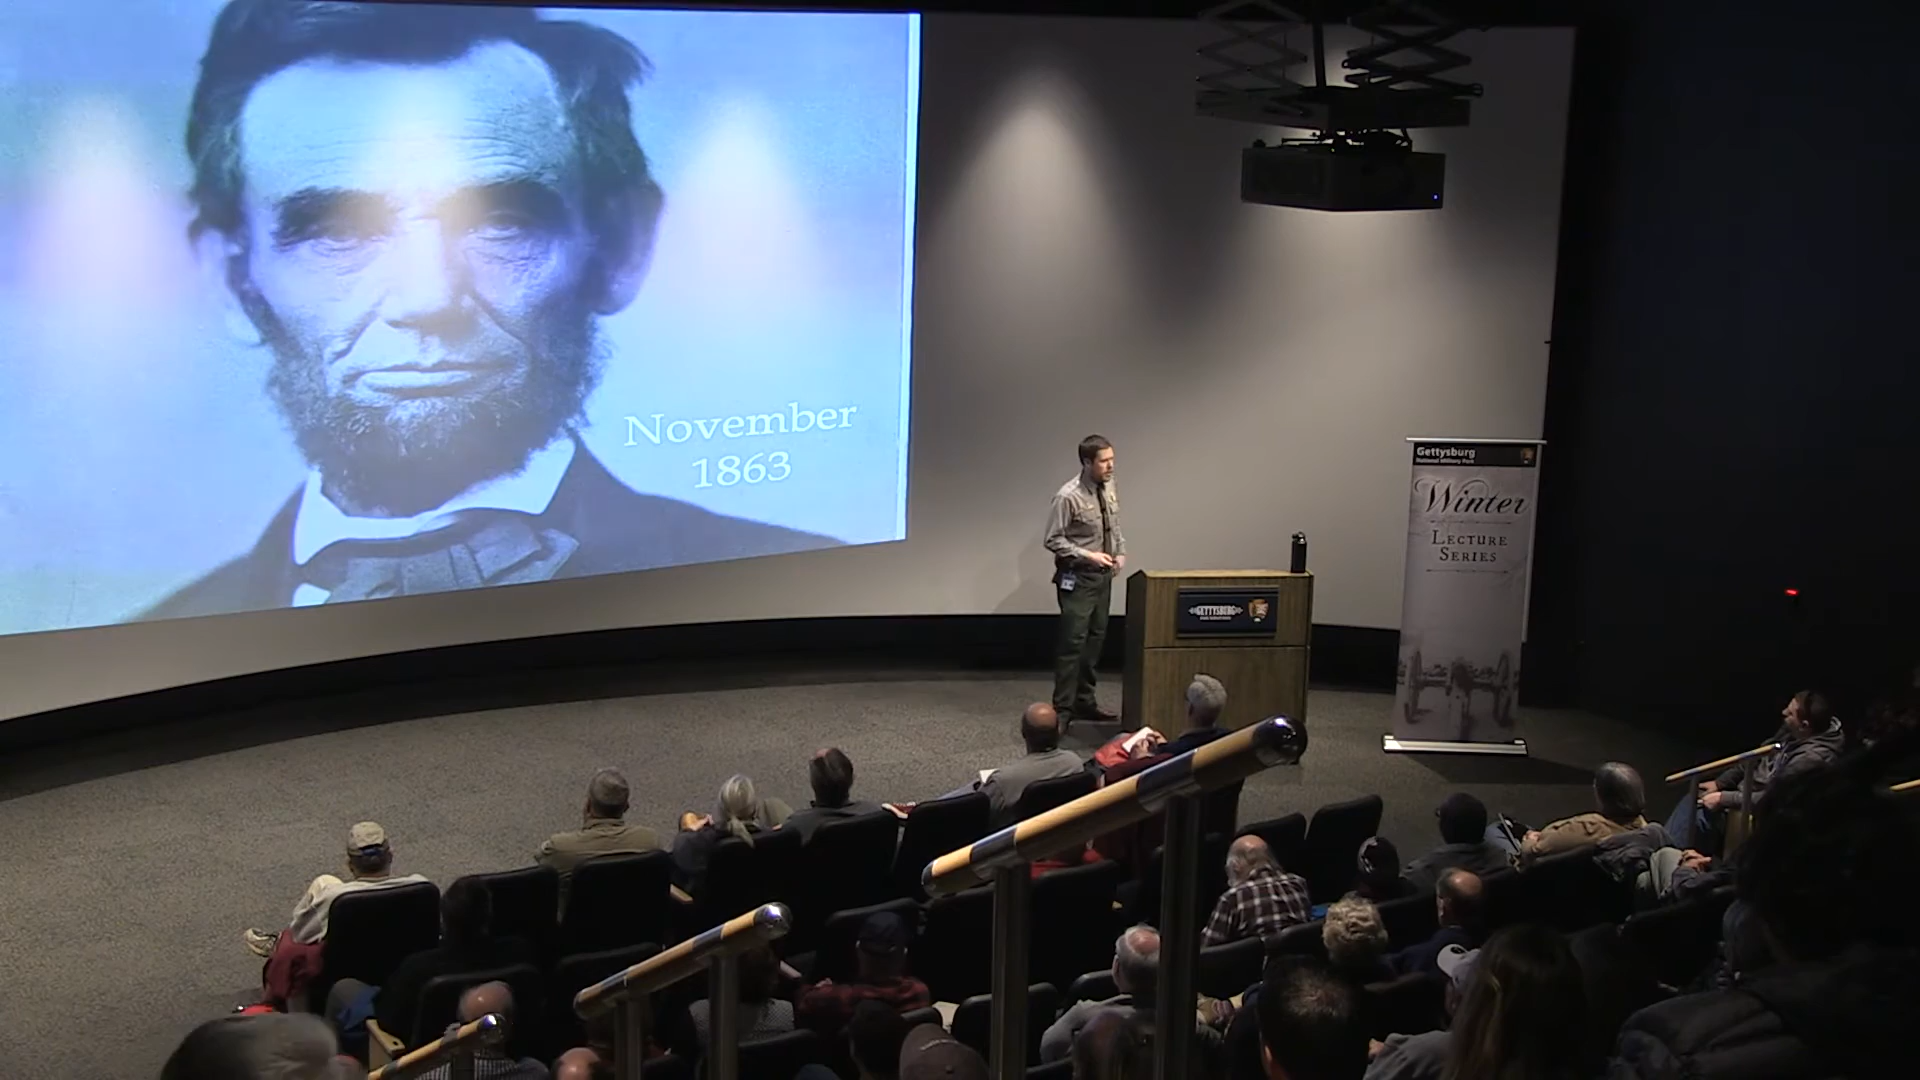 November
1863
Gettysburg
National Military Park
Winter
LECTURE
SERIES
GETTYSBURG